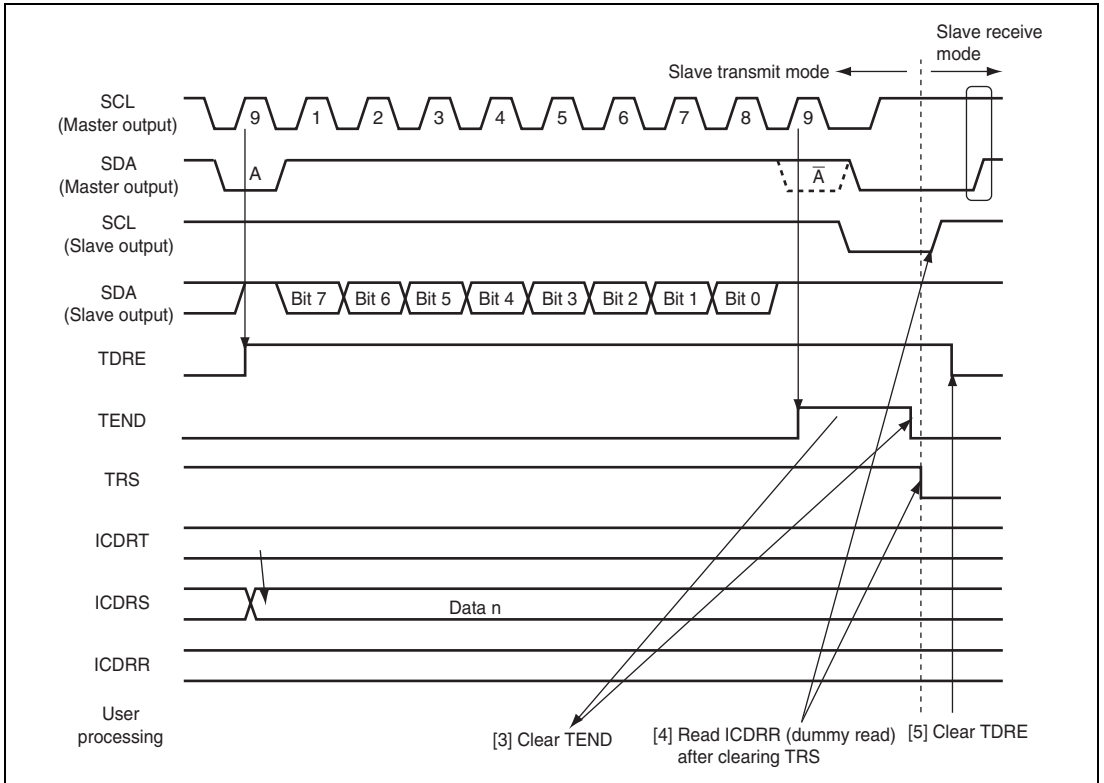 Slave receive
mode
Slave transmit mode
SCL
(Master output)
9 1 2 3 4 5 6 7 8 9
SDA
(Master output)
A A̅
SCL
(Slave output)
SDA
(Slave output)
Bit 7 Bit 6 Bit 5 Bit 4 Bit 3 Bit 2 Bit 1 Bit 0
TDRE
TEND
TRS
ICDRT
ICDRS
Data n
ICDRR
User
processing
[3] Clear TEND
[4] Read ICDRR (dummy read)
after clearing TRS
[5] Clear TDRE